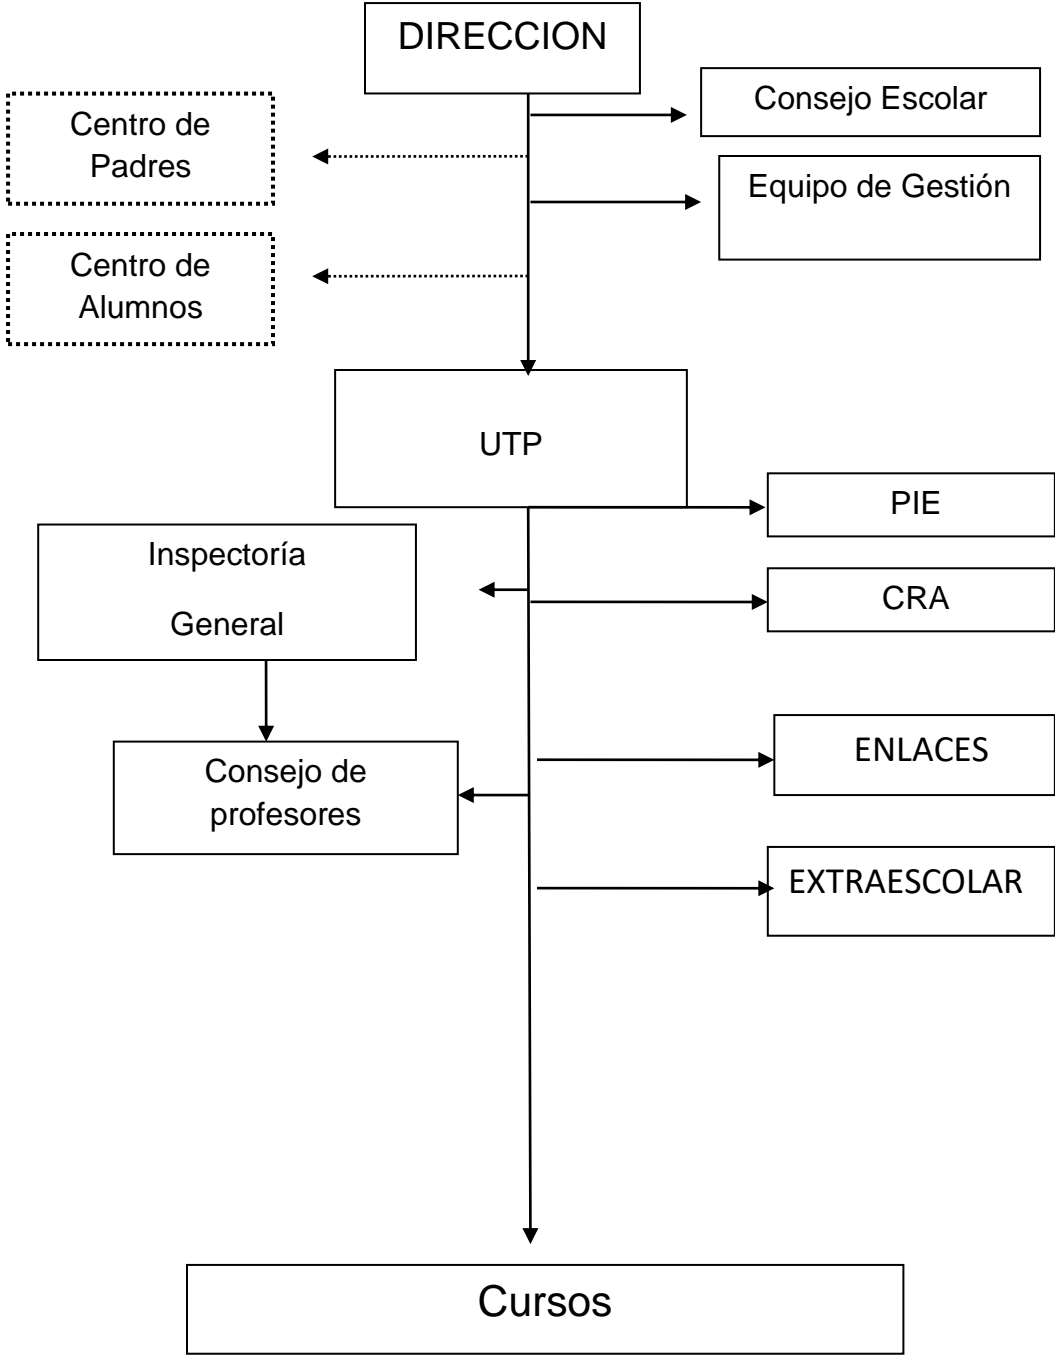 DIRECCION
Consejo Escolar
Centro de
Padres
Equipo de Gestión
Centro de
Alumnos
UTP
PIE
Inspectoría
General
CRA
ENLACES
Consejo de
profesores
EXTRAESCOLAR
Cursos